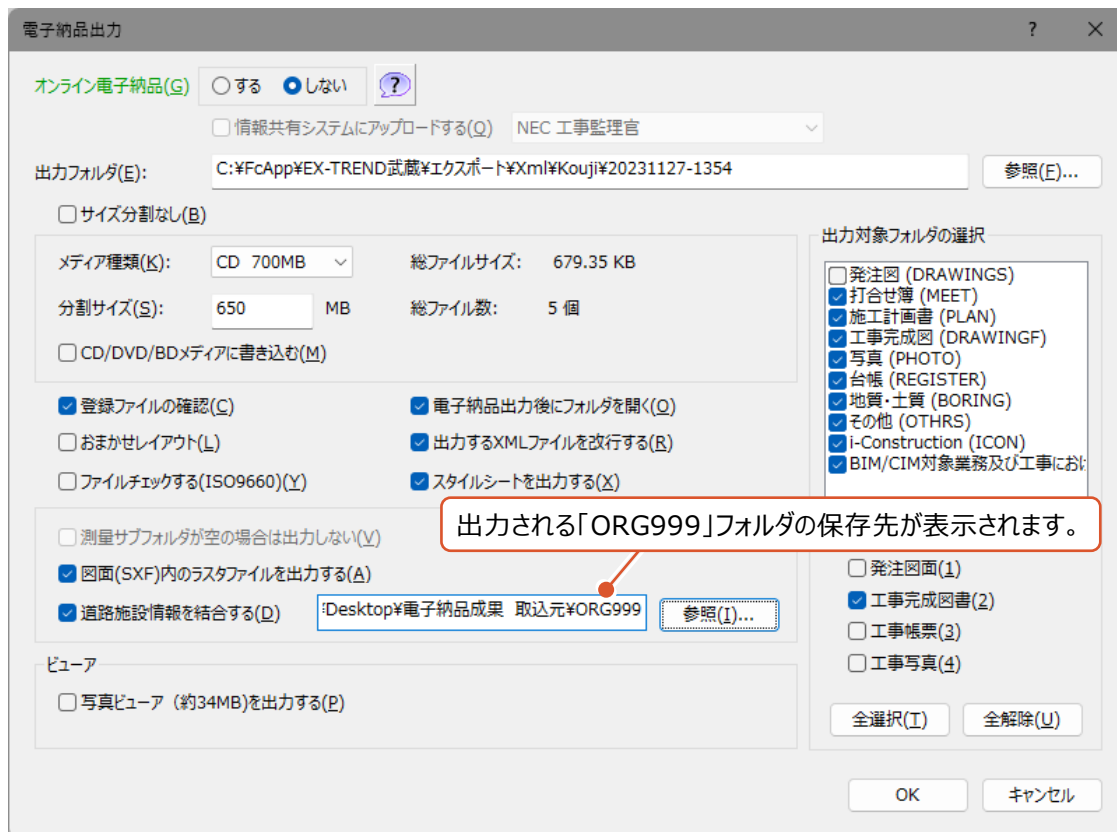 電子納品出力
? ×
オンライン電子納品(G) する しない ?
情報共有システムにアップロードする(Q) NEC 工事監理官
出力フォルダ(E): C:¥FcApp¥EX-TREND武蔵¥エクスポート¥Xml¥Kouji¥20231127-1354 参照(F)...
サイズ分割なし(B)
メディア種類(K): CD 700MB 総ファイルサイズ: 679.35 KB
分割サイズ(S): 650 MB 総ファイル数: 5 個
CD/DVD/BDメディアに書き込む(M)
登録ファイルの確認(C) 電子納品出力後にフォルダを開く(O)
おまかせレイアウト(L) 出力するXMLファイルを改行する(R)
ファイルチェックする(ISO9660)(Y) スタイルシートを出力する(X)
出力される「ORG999」フォルダの保存先が表示されます。
測量サブフォルダが空の場合は出力しない(V)
図面(SXF)内のラスタファイルを出力する(A)
道路施設情報を結合する(D) Desktop¥電子納品成果 取込元¥ORG999 参照(I)...
ビューア
写真ビューア (約34MB)を出力する(P)
出力対象フォルダの選択
発注図 (DRAWINGS)
打合せ簿 (MEET)
施工計画書 (PLAN)
工事完成図 (DRAWINGF)
写真 (PHOTO)
台帳 (REGISTER)
地質・土質 (BORING)
その他 (OTHRS)
i-Construction (ICON)
BIM/CIM対象業務及び工事にお
発注図面(1)
工事完成図書(2)
工事帳票(3)
工事写真(4)
全選択(T) 全解除(U)
OK キャンセル